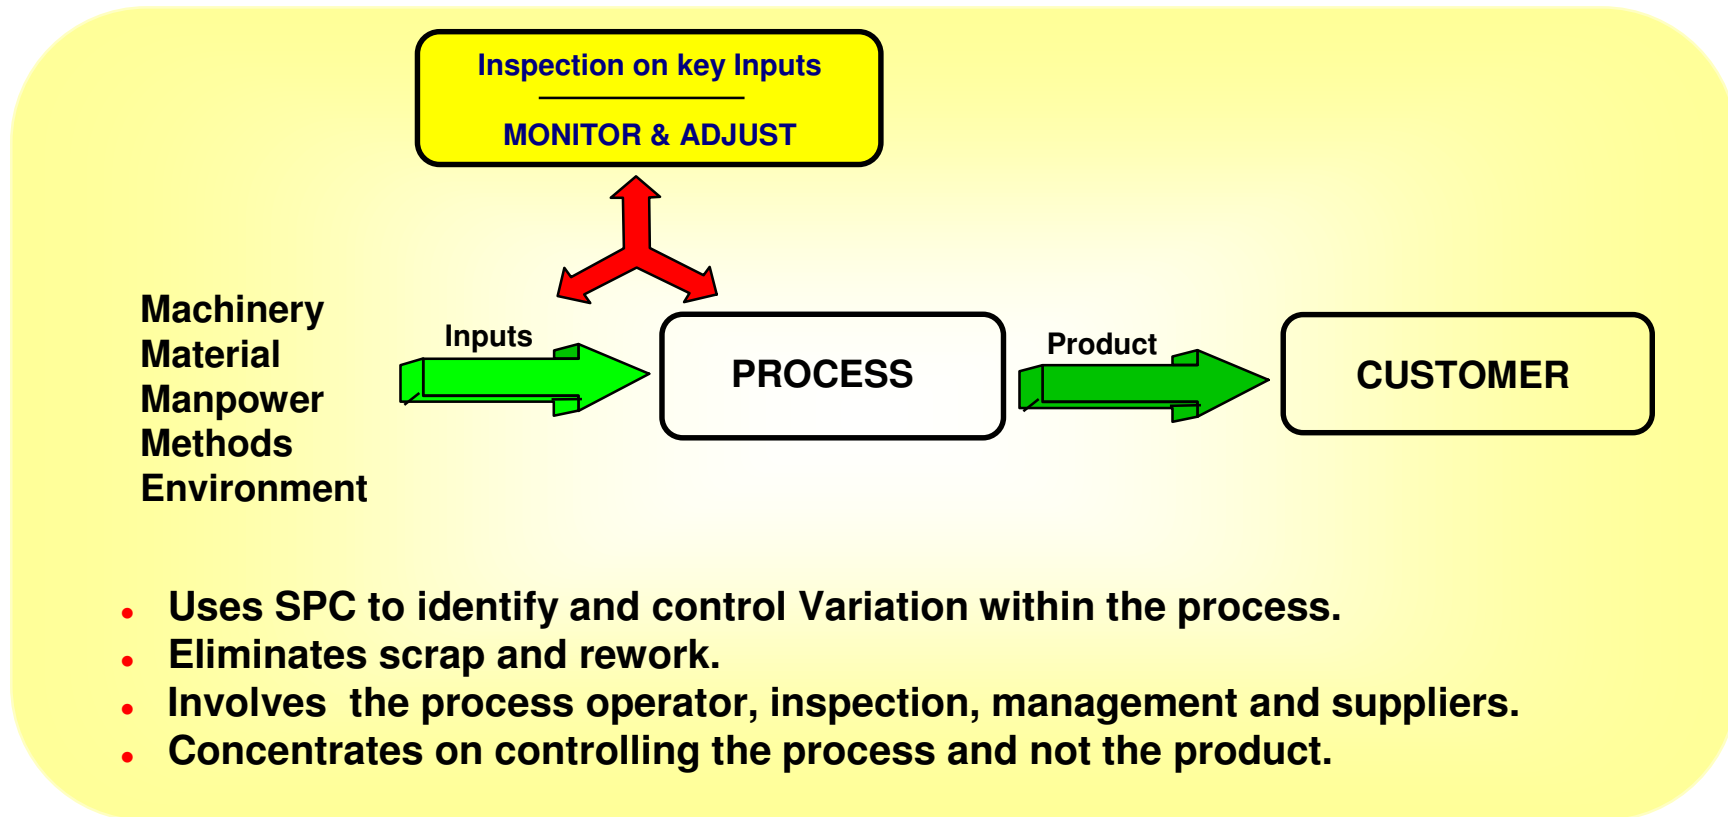 Inspection on key Inputs
MONITOR & ADJUST
Machinery
Material
Manpower
Methods
Environment
Inputs
PROCESS
Product
CUSTOMER
• Uses SPC to identify and control Variation within the process.
• Eliminates scrap and rework.
• Involves  the process operator, inspection, management and suppliers.
• Concentrates on controlling the process and not the product.